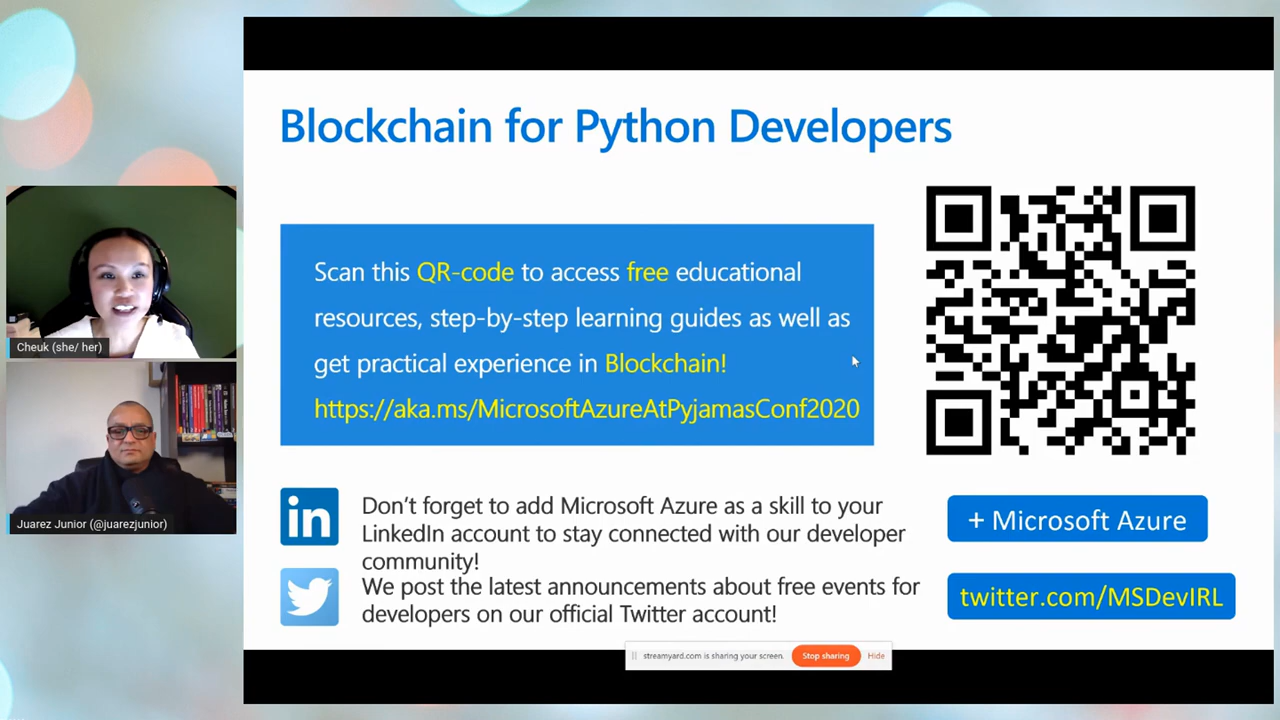 Blockchain for Python Developers
Scan this QR-code to access free educational
resources, step-by-step learning guides as well as
get practical experience in Blockchain!
https://aka.ms/MicrosoftAzureAtPyjamasConf2020
Cheuk (she/ her)
Juarez Junior (@juarezjunior)
in
Don't forget to add Microsoft Azure as a skill to your
LinkedIn account to stay connected with our developer
community!
+ Microsoft Azure
We post the latest announcements about free events for
developers on our official Twitter account!
twitter.com/MSDevIRL
streamyard.com is sharing your screen.
Stop sharing
Hide